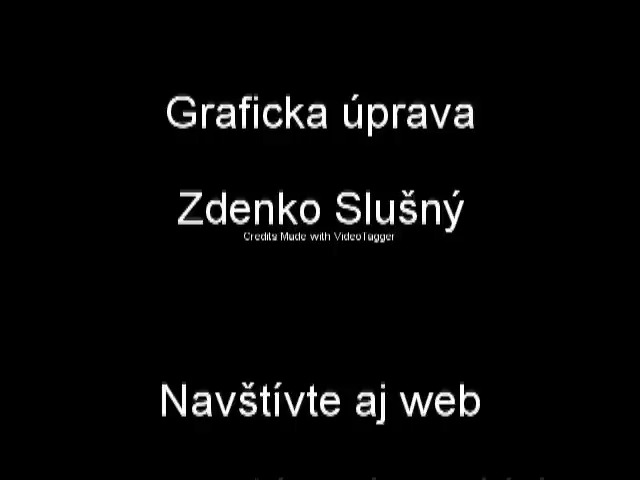 Graficka úprava
Zdenko Slušný
Credits Made with VideoTagger
Navštívte aj web